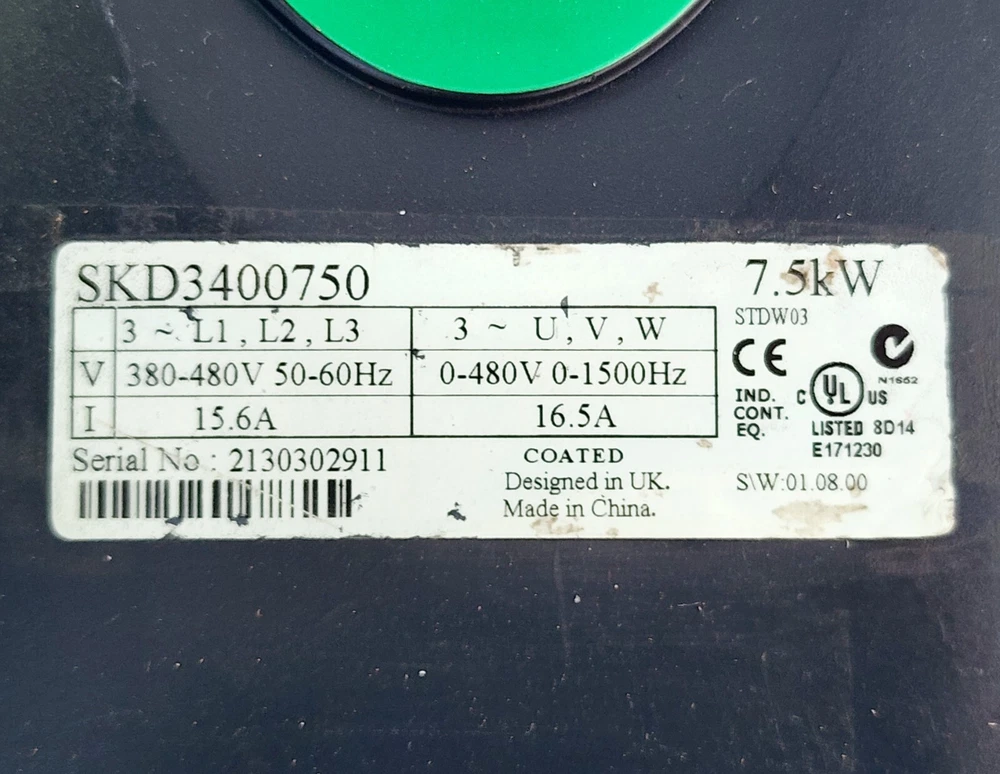 SKD3400750 7.5kW
STDW03
3 ~ L1, L2, L3 3 ~ U, V, W
V 380-480V 50-60Hz 0-480V 0-1500Hz
I 15.6A 16.5A
CE
N1652
IND.
CONT.
EQ.
C UL US
LISTED 8D14
E171230
Serial No : 2130302911
COATED
Designed in UK.
Made in China.
S\W:01.08.00